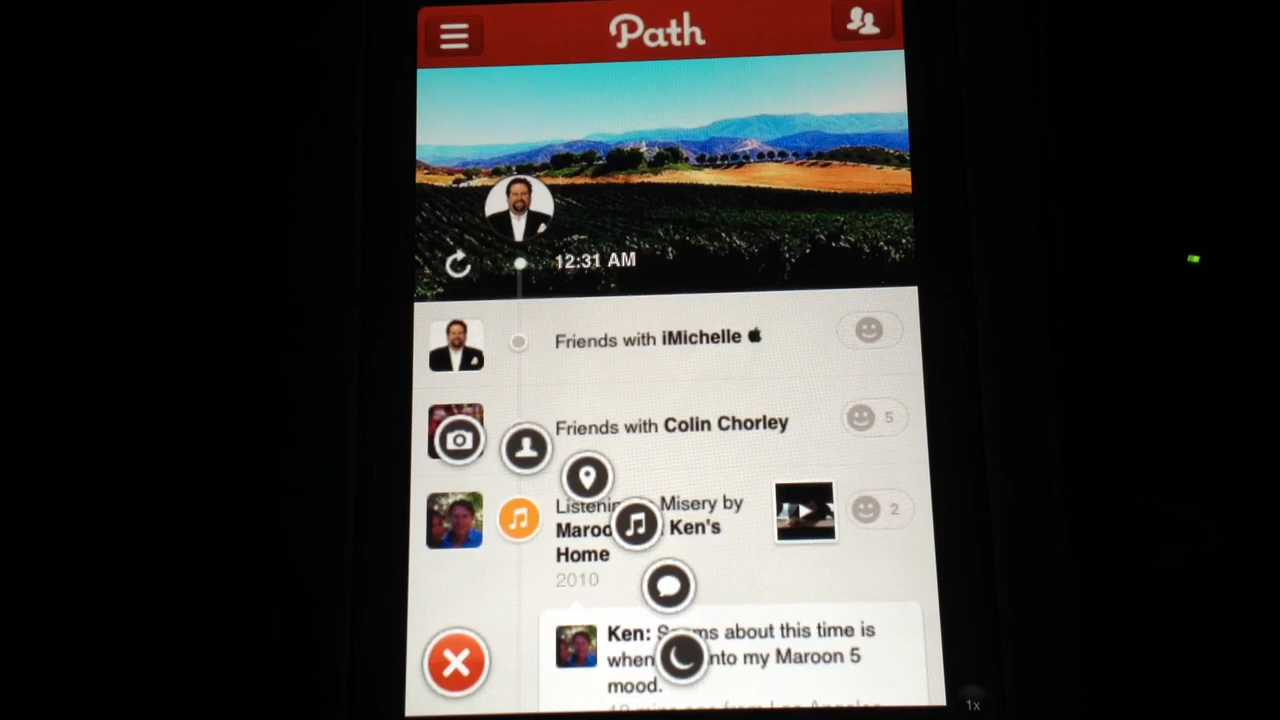 Path
12:31 AM
Friends with iMichelle
Friends with Colin Chorley
5
Misery by
Ken's
Home
2
2010
Ken: about this time is
when my Maroon 5
mood.
1x